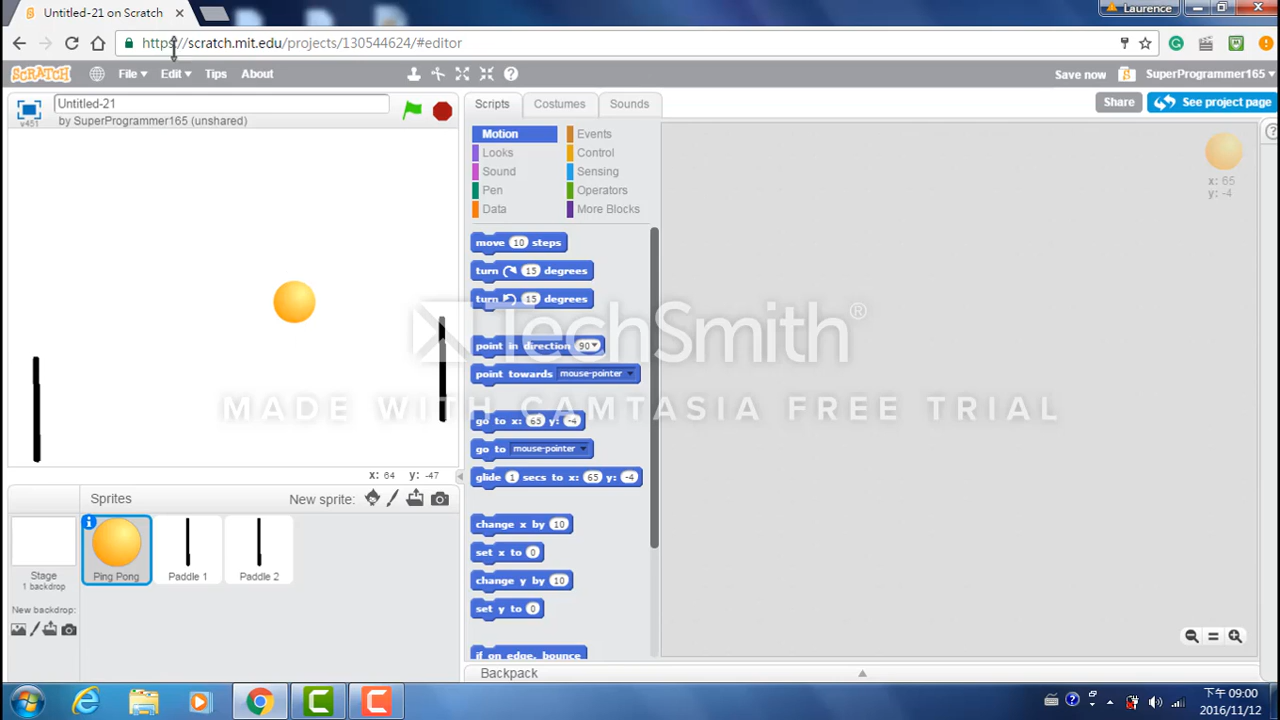 Untitled-21 on Scratch
Laurence
https://scratch.mit.edu/projects/130544624/#editor
SCRATCH File Edit Tips About Save now SuperProgrammer165
Untitled-21
by SuperProgrammer165 (unshared)
v451
Scripts Costumes Sounds
Share See project page
Motion Events
Looks Control
Sound Sensing
Pen Operators
Data More Blocks
x: 65
y: -4
move 10 steps
turn 15 degrees
turn 15 degrees
point in direction 90
point towards mouse-pointer
go to x: 65 y: -4
go to mouse-pointer
glide 1 secs to x: 65 y: -4
change x by 10
set x to 0
change y by 10
set y to 0
if on edge, bounce
TechSmith®
MADE WITH CAMTASIA FREE TRIAL
x: 64 y: -47
Sprites New sprite:
Stage
1 backdrop
New backdrop:
Ping Pong
Paddle 1
Paddle 2
Backpack
下午 09:00
2016/11/12